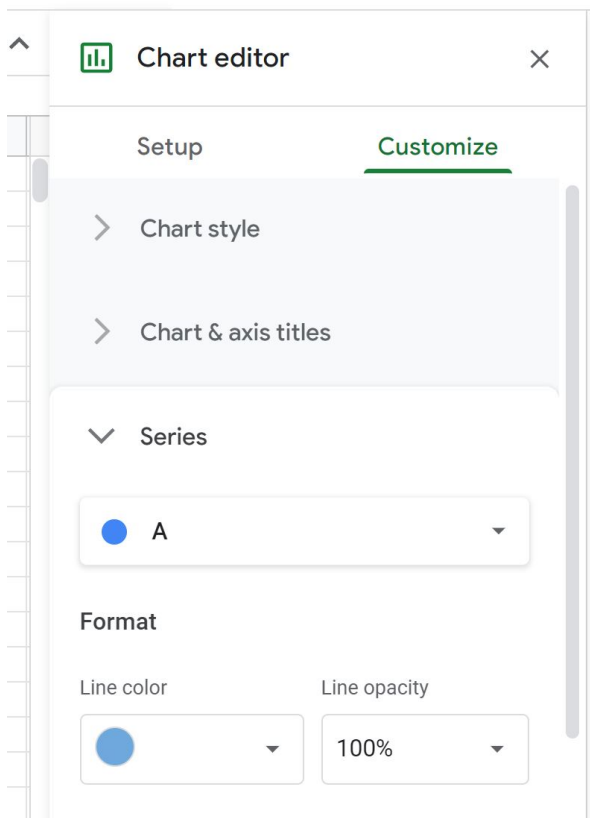 Chart editor
Setup Customize
Chart style
Chart & axis titles
Series
A
Format
Line color Line opacity
100%